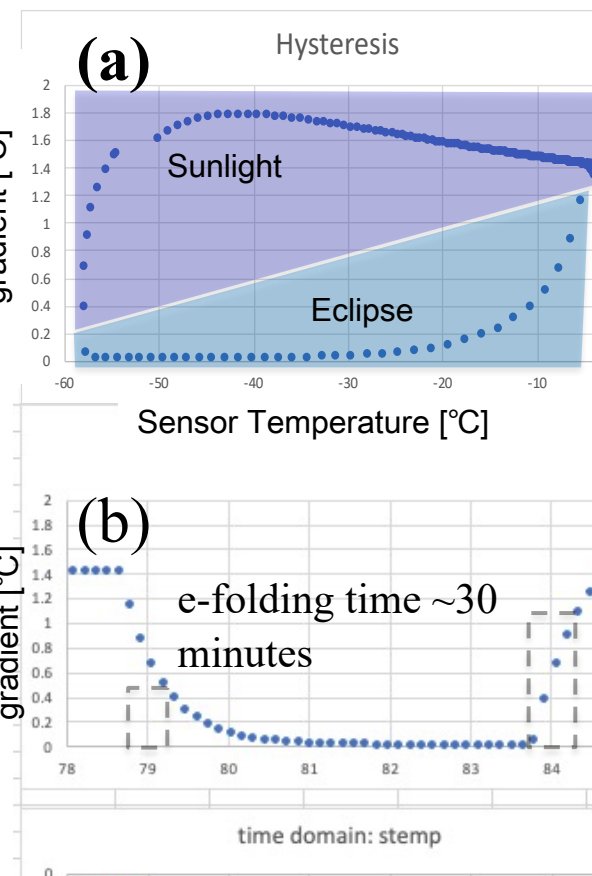 (a)
Hysteresis
gradient [°C]
2
1.8
1.6
1.4
1.2
1
0.8
0.6
0.4
0.2
0
-60 -50 -40 -30 -20 -10
Sunlight
Eclipse
Sensor Temperature [°C]
(b)
gradient [°C]
2
1.8
1.6
1.4
1.2
1
0.8
0.6
0.4
0.2
0
e-folding time ~30
minutes
78 79 80 81 82 83 84
time domain: stemp
0